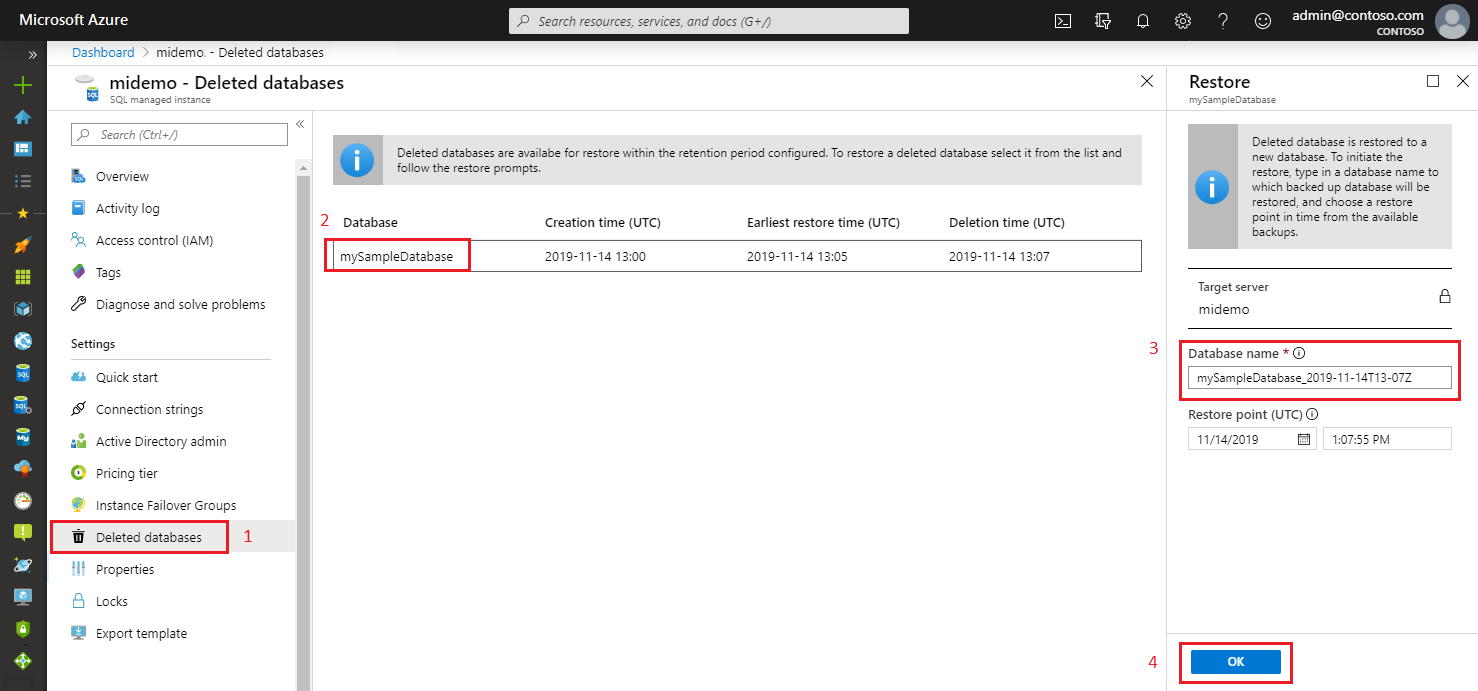 Microsoft Azure
Search resources, services, and docs (G+/)
admin@contoso.com
CONTOSO
Dashboard > midemo. - Deleted databases
midemo - Deleted databases
SQL managed instance
Search (Ctrl+/)
Overview
Activity log
Access control (IAM)
Tags
Diagnose and solve problems
Settings
Quick start
Connection strings
Active Directory admin
Pricing tier
Instance Failover Groups
Deleted databases
1
Properties
Locks
Export template
Deleted databases are availabe for restore within the retention period configured. To restore a deleted database select it from the list and
follow the restore prompts.
2
Database Creation time (UTC) Earliest restore time (UTC) Deletion time (UTC)
mySampleDatabase 2019-11-14 13:00 2019-11-14 13:05 2019-11-14 13:07
Restore
mySampleDatabase
Deleted database is restored to a
new database. To initiate the
restore, type in a database name to
which backed up database will be
restored, and choose a restore
point in time from the available
backups.
Target server
midemo
3
Database name *
mySampleDatabase_2019-11-14T13-07Z
Restore point (UTC)
11/14/2019 1:07:55 PM
4
OK